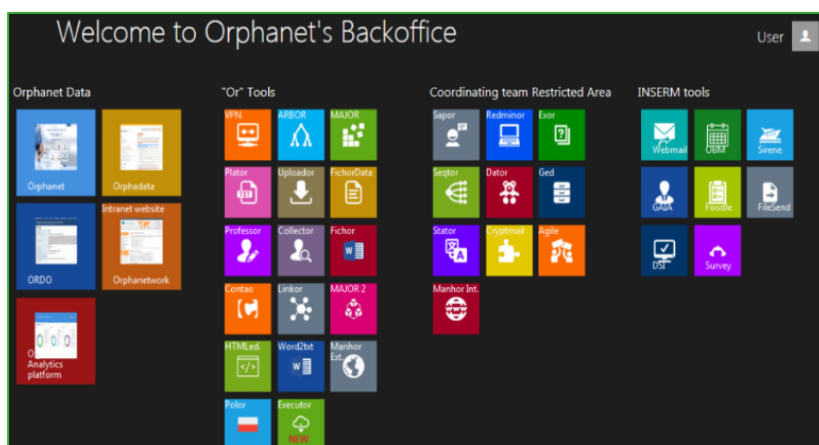 Welcome to Orphanet's Backoffice
User
Orphanet Data
Orphanet
Orphadata
ORDO
Intranet website
Orphanetwork
Analytics
platform
"Or" Tools
VPN
ARBOR
MAJOR
Plator
TXT
Uploador
FichorData
Professor
Collector
Fichor
W
Contao
Linkor
MAJOR 2
HTMLed.
</>
Word2txt
W
Manhor
Ext.
Polor
Executor
NEW
Coordinating team Restricted Area
Sapor
Redminor
Exor
?
Seqtor
Dator
Ged
Stator
A
Cryptmail
Agile
Manhor Int.
INSERM tools
Webmail
OBM
Sirene
GAIA
Foodle
FileSend
DSI
Survey